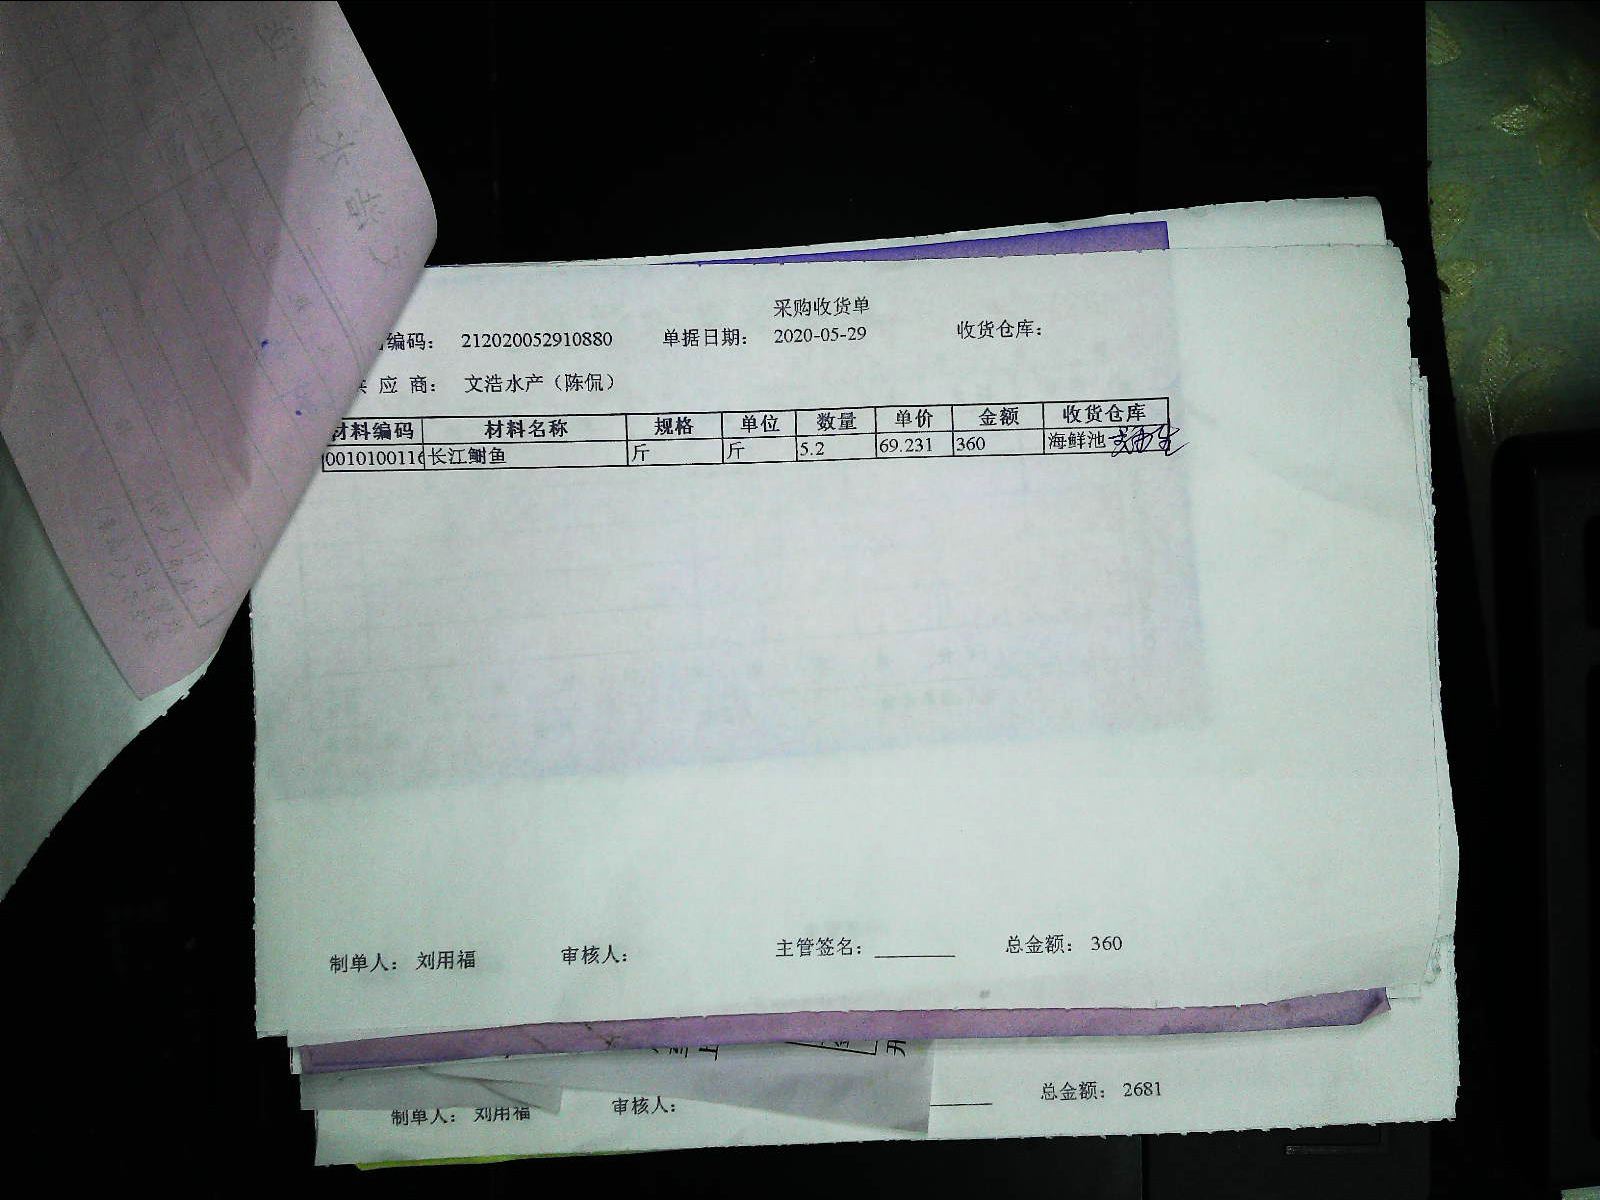 采购收货单
编码： 212020052910880 单据日期： 2020-05-29 收货仓库：
应 商： 文浩水产（陈侃）
材料编码 材料名称 规格 单位 数量 单价 金额 收货仓库
0010100116 长江鮰鱼 斤 斤 5.2 69.231 360 海鲜池
制单人： 刘用福 审核人： 主管签名： 总金额： 360
制单人： 刘用福 审核人： 总金额： 2681